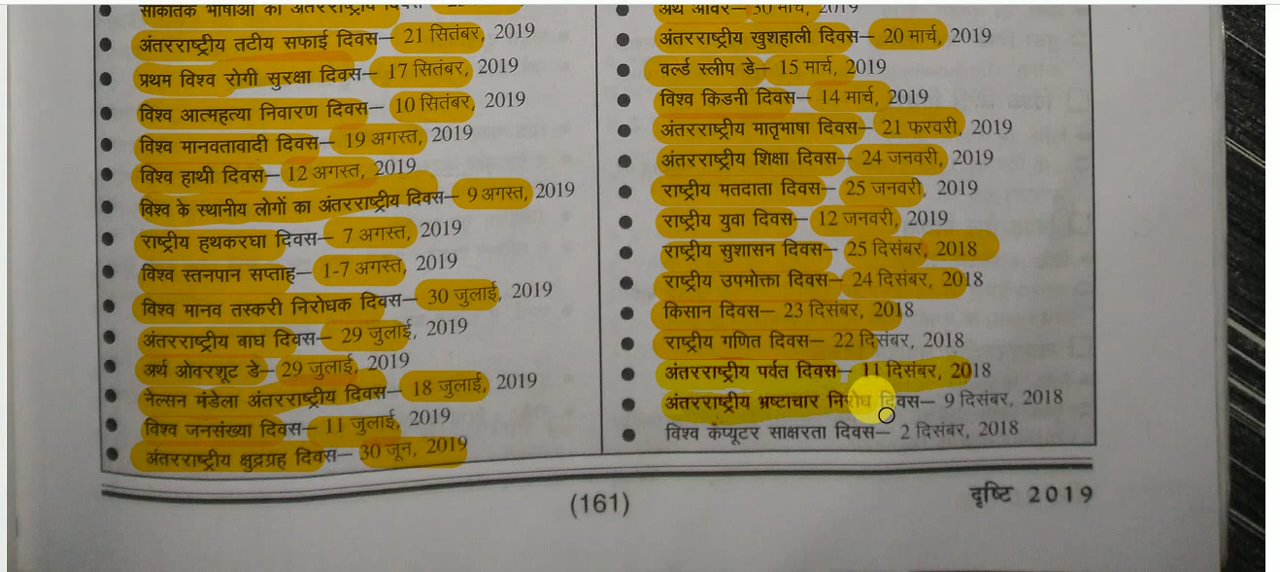 सांकेतिक भाषाओं का अंतरराष्ट्रीय दिवस–
अंतरराष्ट्रीय तटीय सफाई दिवस– 21 सितंबर, 2019
प्रथम विश्व रोगी सुरक्षा दिवस– 17 सितंबर, 2019
विश्व आत्महत्या निवारण दिवस– 10 सितंबर, 2019
विश्व मानवतावादी दिवस– 19 अगस्त, 2019
विश्व हाथी दिवस– 12 अगस्त, 2019
विश्व के स्थानीय लोगों का अंतरराष्ट्रीय दिवस– 9 अगस्त, 2019
राष्ट्रीय हथकरघा दिवस– 7 अगस्त, 2019
विश्व स्तनपान सप्ताह– 1-7 अगस्त, 2019
विश्व मानव तस्करी निरोधक दिवस– 30 जुलाई, 2019
अंतरराष्ट्रीय बाघ दिवस– 29 जुलाई, 2019
अर्थ ओवरशूट डे– 29 जुलाई, 2019
नेल्सन मंडेला अंतरराष्ट्रीय दिवस– 18 जुलाई, 2019
विश्व जनसंख्या दिवस– 11 जुलाई, 2019
अंतरराष्ट्रीय क्षुद्रग्रह दिवस– 30 जून, 2019
अर्थ आवर– 30 मार्च, 2019
अंतरराष्ट्रीय खुशहाली दिवस– 20 मार्च, 2019
वर्ल्ड स्लीप डे– 15 मार्च, 2019
विश्व किडनी दिवस– 14 मार्च, 2019
अंतरराष्ट्रीय मातृभाषा दिवस– 21 फरवरी, 2019
अंतरराष्ट्रीय शिक्षा दिवस– 24 जनवरी, 2019
राष्ट्रीय मतदाता दिवस– 25 जनवरी, 2019
राष्ट्रीय युवा दिवस– 12 जनवरी, 2019
राष्ट्रीय सुशासन दिवस– 25 दिसंबर, 2018
राष्ट्रीय उपभोक्ता दिवस– 24 दिसंबर, 2018
किसान दिवस– 23 दिसंबर, 2018
राष्ट्रीय गणित दिवस– 22 दिसंबर, 2018
अंतरराष्ट्रीय पर्वत दिवस– 11 दिसंबर, 2018
अंतरराष्ट्रीय भ्रष्टाचार निरोध दिवस– 9 दिसंबर, 2018
विश्व कंप्यूटर साक्षरता दिवस– 2 दिसंबर, 2018
(161)
दृष्टि 2019